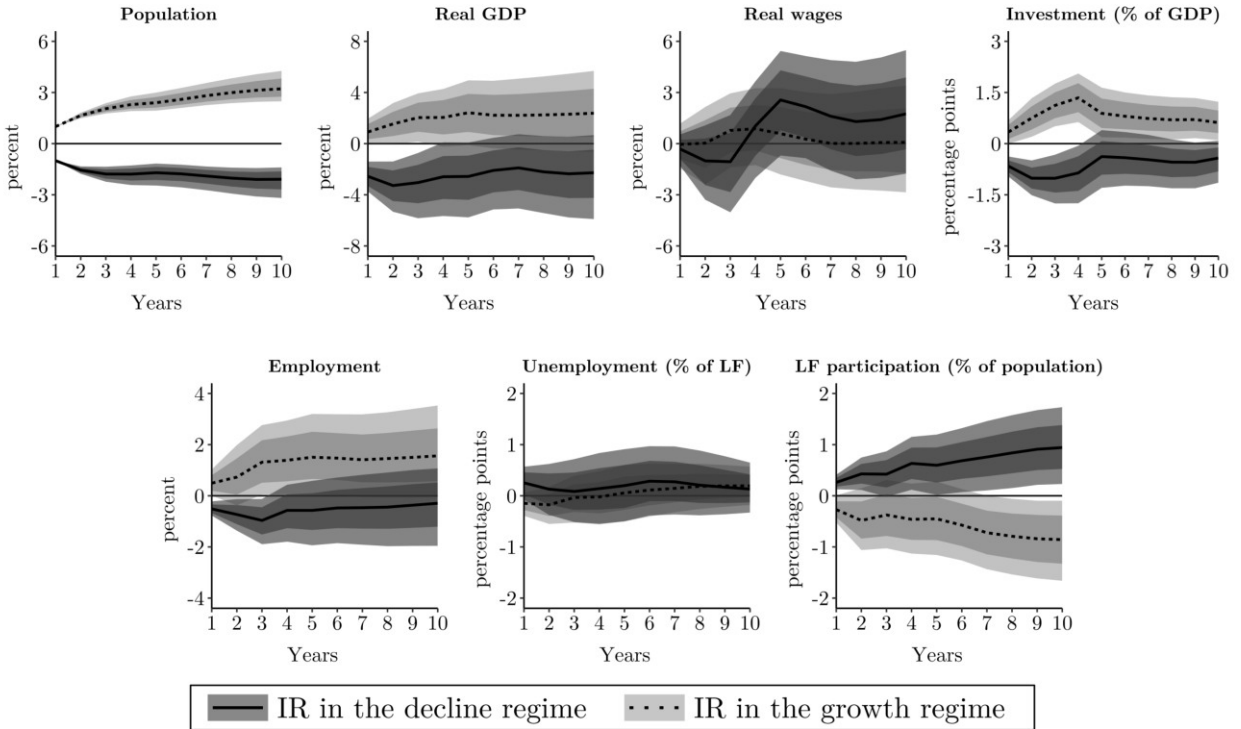 Population
6
3
0
-3
-6
percent
1 2 3 4 5 6 7 8 9 10
Years
Real GDP
8
4
0
-4
-8
percent
1 2 3 4 5 6 7 8 9 10
Years
Real wages
6
3
0
-3
-6
percent
1 2 3 4 5 6 7 8 9 10
Years
Investment (% of GDP)
3
1.5
0
-1.5
-3
percentage points
1 2 3 4 5 6 7 8 9 10
Years
Employment
4
2
0
-2
-4
percent
1 2 3 4 5 6 7 8 9 10
Years
Unemployment (% of LF)
2
1
0
-1
-2
percentage points
1 2 3 4 5 6 7 8 9 10
Years
LF participation (% of population)
2
1
0
-1
-2
percentage points
1 2 3 4 5 6 7 8 9 10
Years
IR in the decline regime
IR in the growth regime